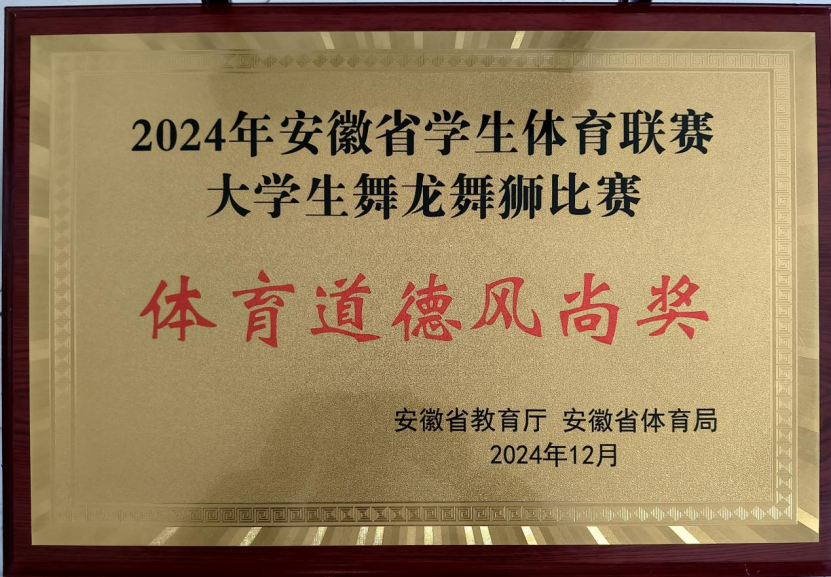 2024年安徽省学生体育联赛
大学生舞龙舞狮比赛
体育道德风尚奖
安徽省教育厅 安徽省体育局
2024年12月